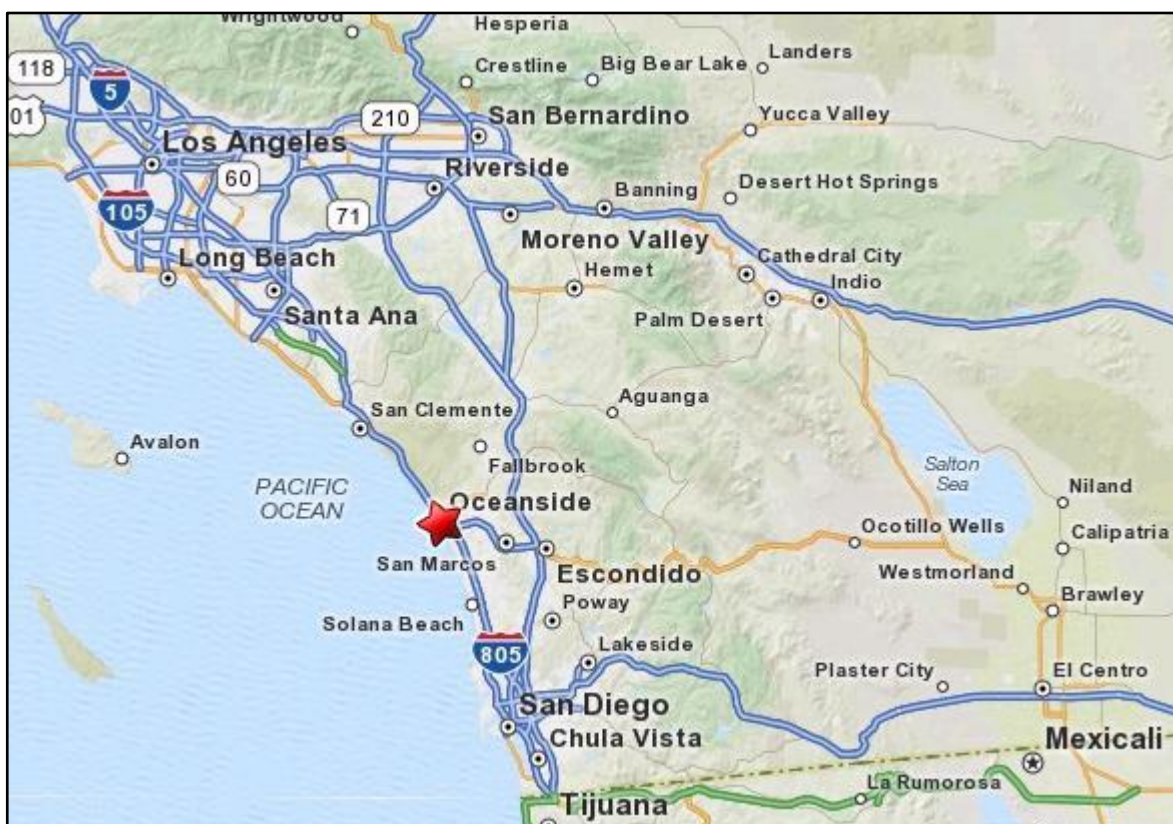 Wrightwood
Hesperia
118
5
Crestline
Big Bear Lake
Landers
01
210
San Bernardino
Yucca Valley
Los Angeles
60
Riverside
Banning
Desert Hot Springs
105
71
Moreno Valley
Long Beach
Hemet
Cathedral City
Indio
Santa Ana
Palm Desert
San Clemente
Aguanga
Avalon
Fallbrook
PACIFIC
OCEAN
Salton
Sea
Niland
Oceanside
Ocotillo Wells
Calipatria
San Marcos
Escondido
Westmorland
Brawley
Poway
Solana Beach
805
Lakeside
Plaster City
El Centro
San Diego
Chula Vista
Mexicali
La Rumorosa
Tijuana